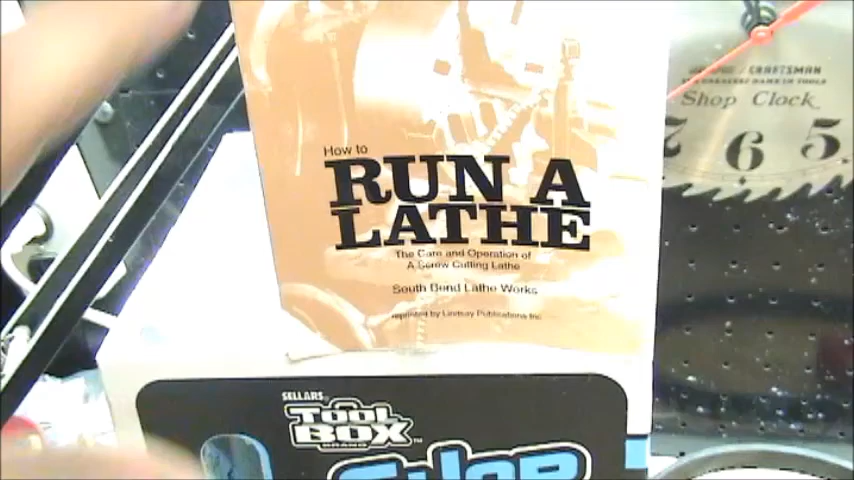 How to
RUN A
LATHE
The Care and Operation of
A Screw Cutting Lathe
South Bend Lathe Works
reprinted by Lindsay Publications Inc
CRAFTSMAN
Shop Clock
7 6 5
SELLARS
TOOL
BOX
BRAND